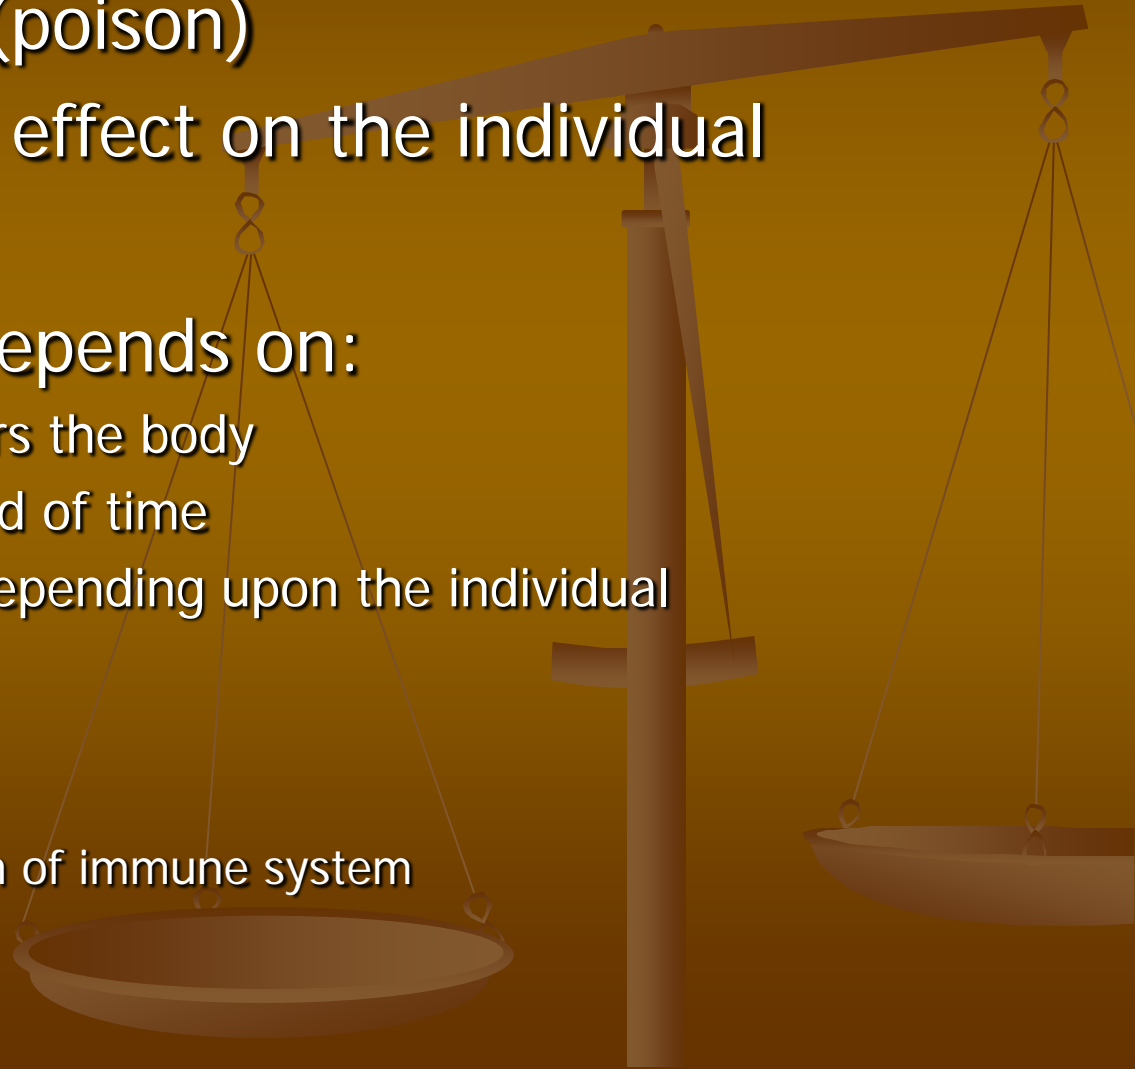 (poison)
effect on the individual
epends on:
rs the body
d of time
epending upon the individual
of immune system